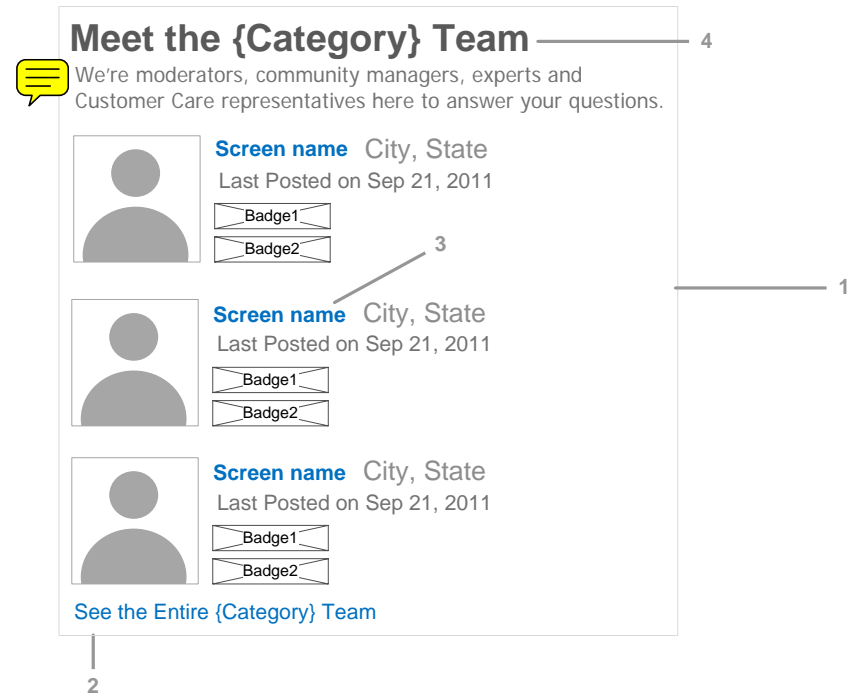 Meet the {Category} Team
4
We're moderators, community managers, experts and
Customer Care representatives here to answer your questions.
Screen name City, State
Last Posted on Sep 21, 2011
Badge1
Badge2
3
1
Screen name City, State
Last Posted on Sep 21, 2011
Badge1
Badge2
Screen name City, State
Last Posted on Sep 21, 2011
Badge1
Badge2
See the Entire {Category} Team
2